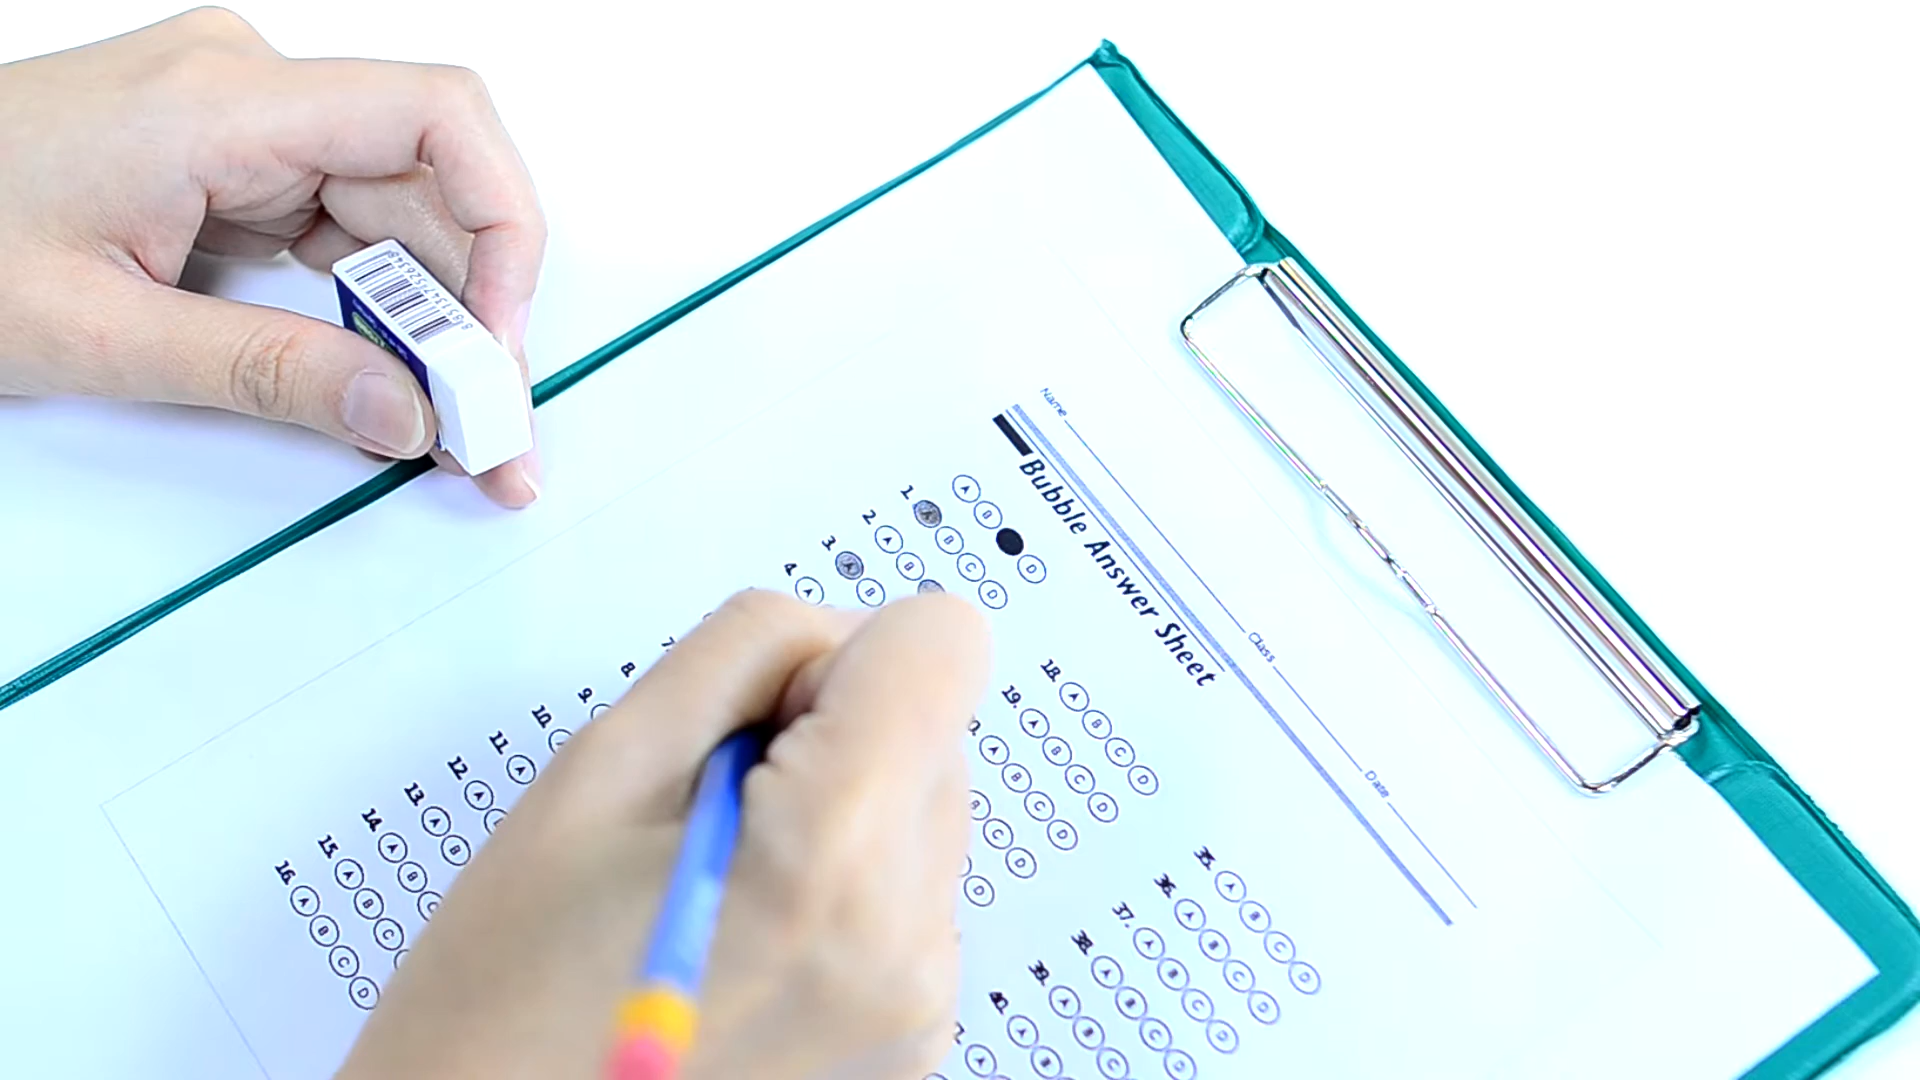 Name Class Date
Bubble Answer Sheet
A B D
1. A B C D
2. A B
3. A B
4. A
7.
8.
9.
10.
11. A
12. A
13. A B
14. A B C
15. A B C
16. A B C D
18. A B C D
19. A B C D
A B C D
B C D
D
35. A B C D
36. A B C D
37. A B C D
38. A B C D
39. A B C
40. A B
A